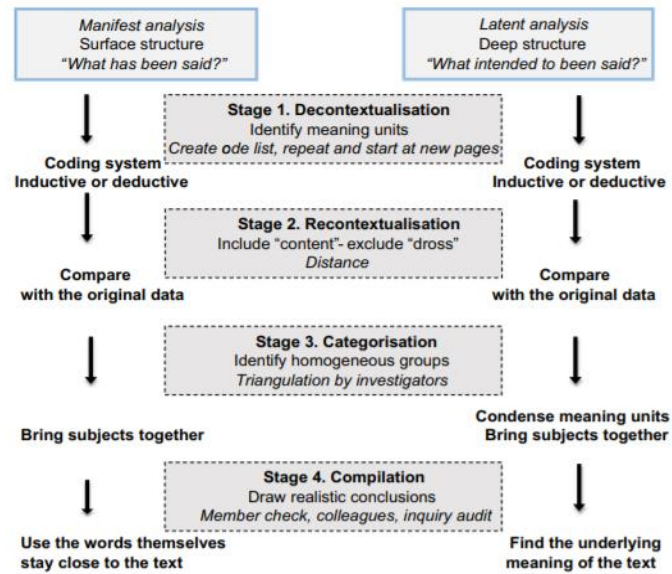 Manifest analysis
Surface structure
“What has been said?”
Latent analysis
Deep structure
“What intended to been said?”
Stage 1. Decontextualisation
Identify meaning units
Create ode list, repeat and start at new pages
Coding system
Inductive or deductive
Coding system
Inductive or deductive
Stage 2. Recontextualisation
Include “content”- exclude “dross”
Distance
Compare
with the original data
Compare
with the original data
Stage 3. Categorisation
Identify homogeneous groups
Triangulation by investigators
Bring subjects together
Condense meaning units
Bring subjects together
Stage 4. Compilation
Draw realistic conclusions
Member check, colleagues, inquiry audit
Use the words themselves
stay close to the text
Find the underlying
meaning of the text